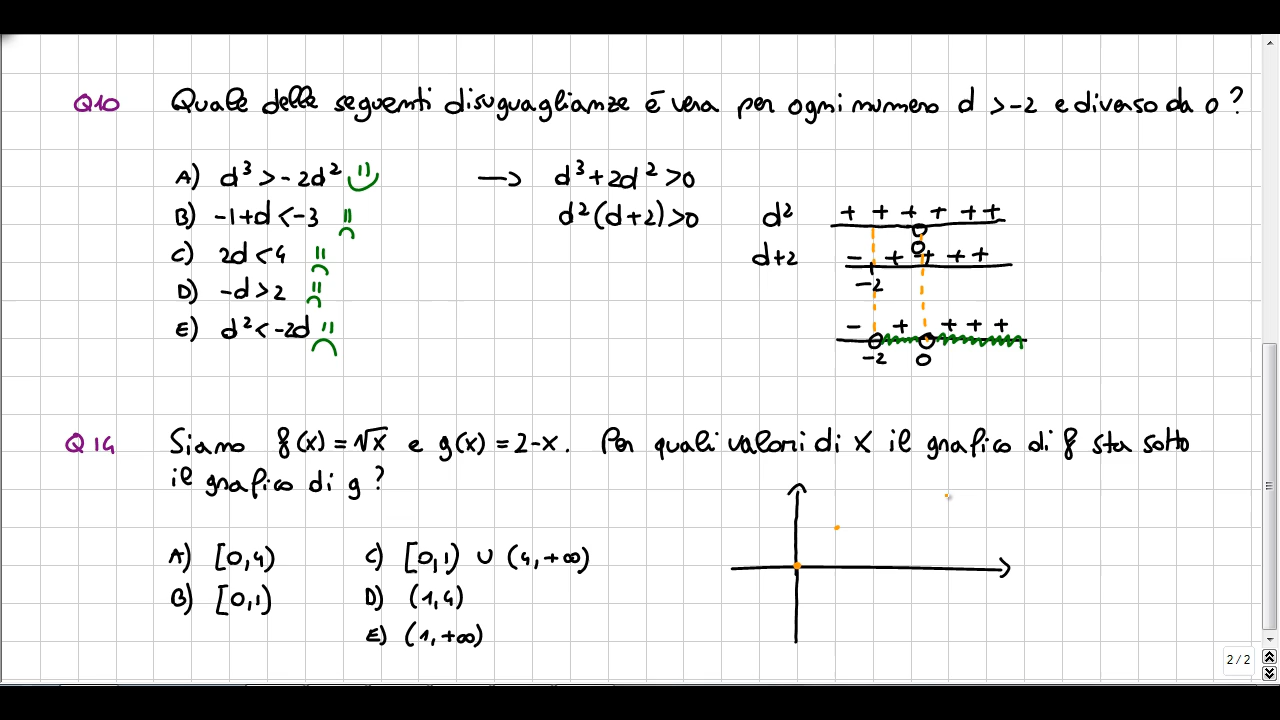 Q10 Quale delle seguenti disuguaglianze è vera per ogni numero d > -2 e diverso da 0?
A) d³ > -2d² → d³ + 2d² > 0
B) -1+d < -3 d²(d+2) > 0
C) 2d < 4
D) -d > 2
E) d² < -2d
d² + + + + + +
d+2 - + + + +
-2
- + + + +
-2 0
Q14 Siamo f(x) = √x e g(x) = 2-x. Per quali valori di x il grafico di f sta sotto
il grafico di g?
A) [0,4) C) [0,1) ∪ (4,+∞)
B) [0,1) D) (1,4)
E) (1,+∞)
2 / 2